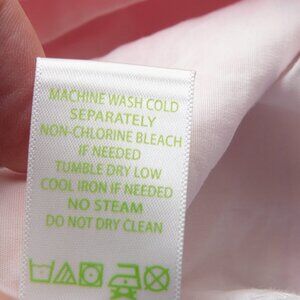 MACHINE WASH COLD
SEPARATELY
NON-CHLORINE BLEACH
IF NEEDED
TUMBLE DRY LOW
COOL IRON IF NEEDED
NO STEAM
DO NOT DRY CLEAN